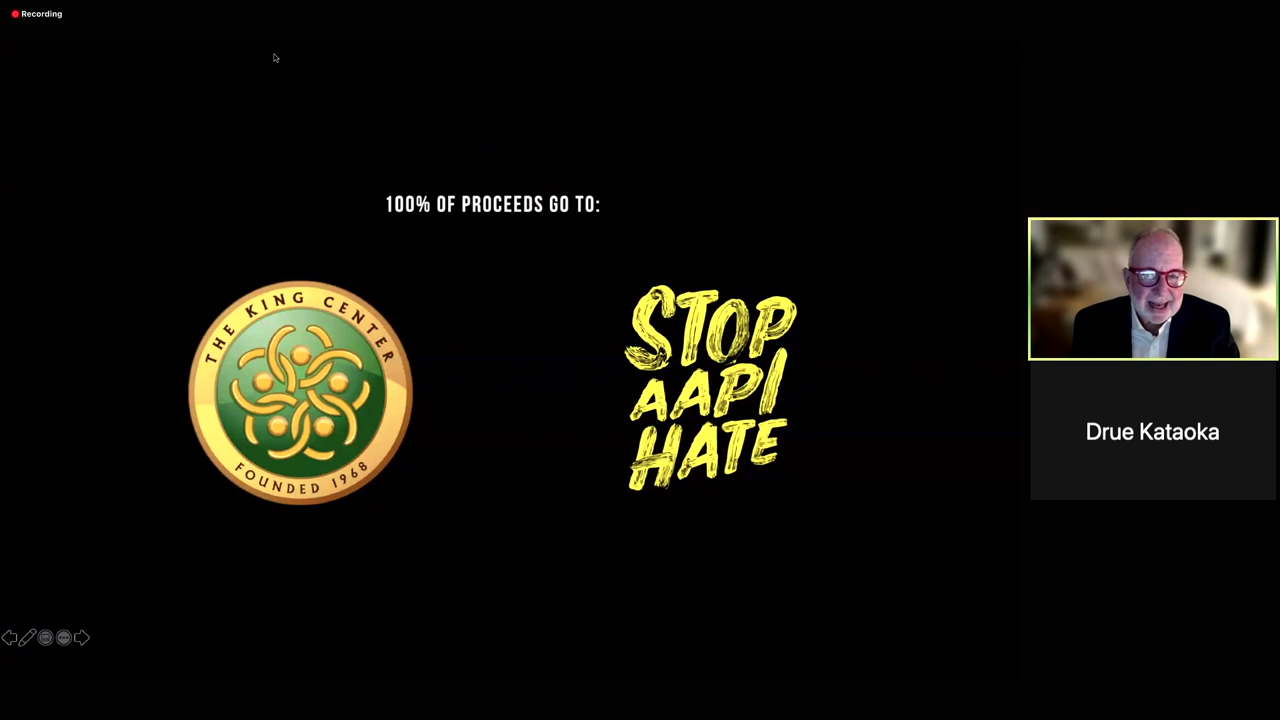 Recording
100% OF PROCEEDS GO TO:
THE KING CENTER
FOUNDED 1968
STOP
AAPI
HATE
Drue Kataoka